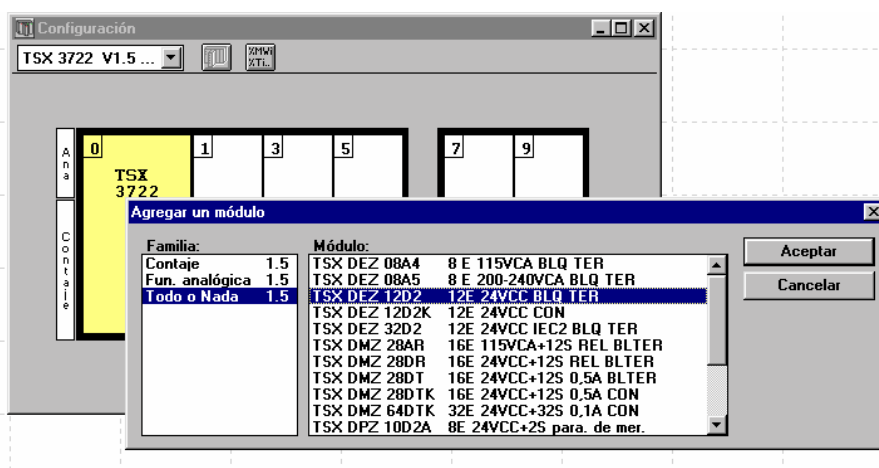 Configuración
TSX 3722 V1.5 ...
XMWi
XTi..
Ana
Contaje
0
TSX
3722
1
3
5
7
9
Agregar un módulo
Familia:
Contaje 1.5
Fun. analógica 1.5
Todo o Nada 1.5
Módulo:
TSX DEZ 08A4 8 E 115VCA BLQ TER
TSX DEZ 08A5 8 E 200-240VCA BLQ TER
TSX DEZ 12D2 12E 24VCC BLQ TER
TSX DEZ 12D2K 12E 24VCC CON
TSX DEZ 32D2 12E 24VCC IEC2 BLQ TER
TSX DMZ 28AR 16E 115VCA+12S REL BLTER
TSX DMZ 28DR 16E 24VCC+12S REL BLTER
TSX DMZ 28DT 16E 24VCC+12S 0,5A BLTER
TSX DMZ 28DTK 16E 24VCC+12S 0,5A CON
TSX DMZ 64DTK 32E 24VCC+32S 0,1A CON
TSX DPZ 10D2A 8E 24VCC+2S para. de mer.
Aceptar
Cancelar